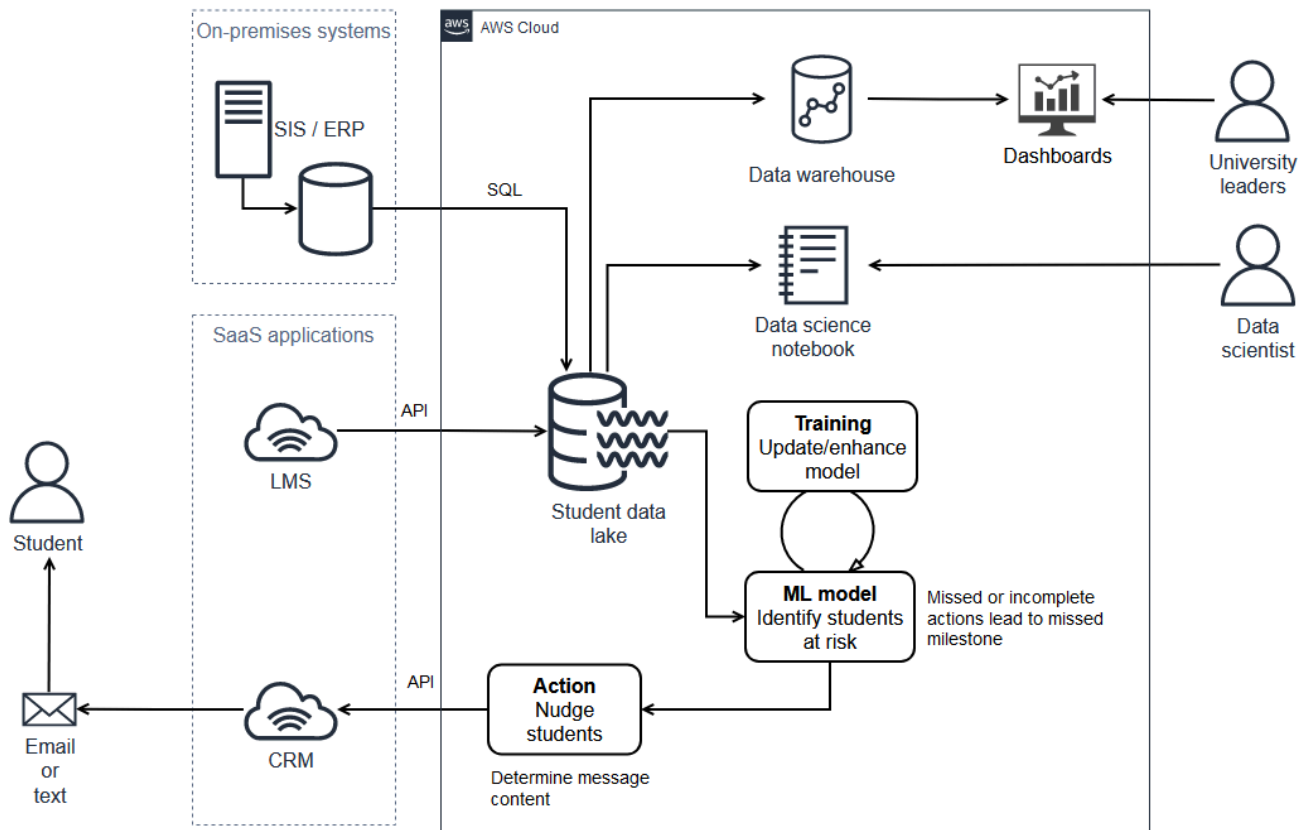 On-premises systems
aws
AWS Cloud
SIS / ERP
SQL
Data warehouse
Dashboards
University
leaders
Data science
notebook
Data
scientist
SaaS applications
LMS
API
Student data
lake
Training
Update/enhance
model
ML model
Identify students
at risk
Missed or incomplete
actions lead to missed
milestone
Student
Action
Nudge
students
Determine message
content
API
CRM
Email
or
text